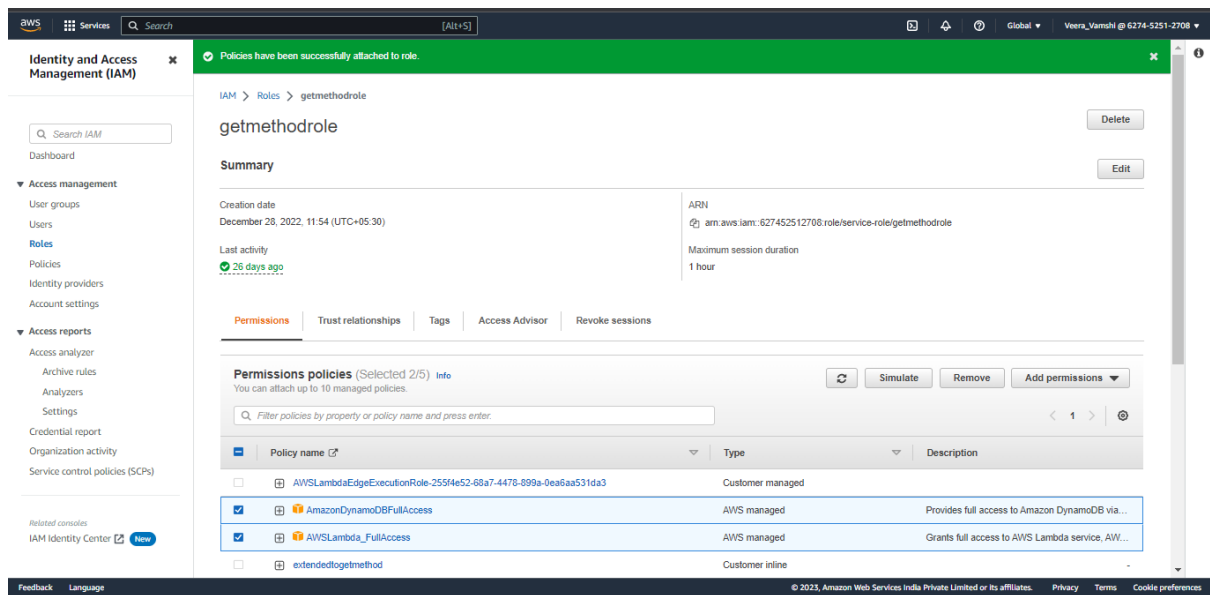 aws Services Search [Alt+S] Global Veera_Vamshi @ 6274-5251-2708
Identity and Access
Management (IAM)
Search IAM
Dashboard
Access management
User groups
Users
Roles
Policies
Identity providers
Account settings
Access reports
Access analyzer
Archive rules
Analyzers
Settings
Credential report
Organization activity
Service control policies (SCPs)
Related consoles
IAM Identity Center New
Policies have been successfully attached to role.
IAM > Roles > getmethodrole
getmethodrole Delete
Summary Edit
Creation date
December 28, 2022, 11:54 (UTC+05:30)
Last activity
26 days ago
ARN
arn:aws:iam::627452512708:role/service-role/getmethodrole
Maximum session duration
1 hour
Permissions Trust relationships Tags Access Advisor Revoke sessions
Permissions policies (Selected 2/5) Info
You can attach up to 10 managed policies.
Simulate Remove Add permissions
Filter policies by property or policy name and press enter. < 1 >
Policy name Type Description
AWSLambdaEdgeExecutionRole-255f4e52-68a7-4478-899a-0ea6aa531da3 Customer managed
AmazonDynamoDBFullAccess AWS managed Provides full access to Amazon DynamoDB via...
AWSLambda_FullAccess AWS managed Grants full access to AWS Lambda service, AW...
extendedtogetmethod Customer inline -
Feedback Language © 2023, Amazon Web Services India Private Limited or its affiliates. Privacy Terms Cookie preferences